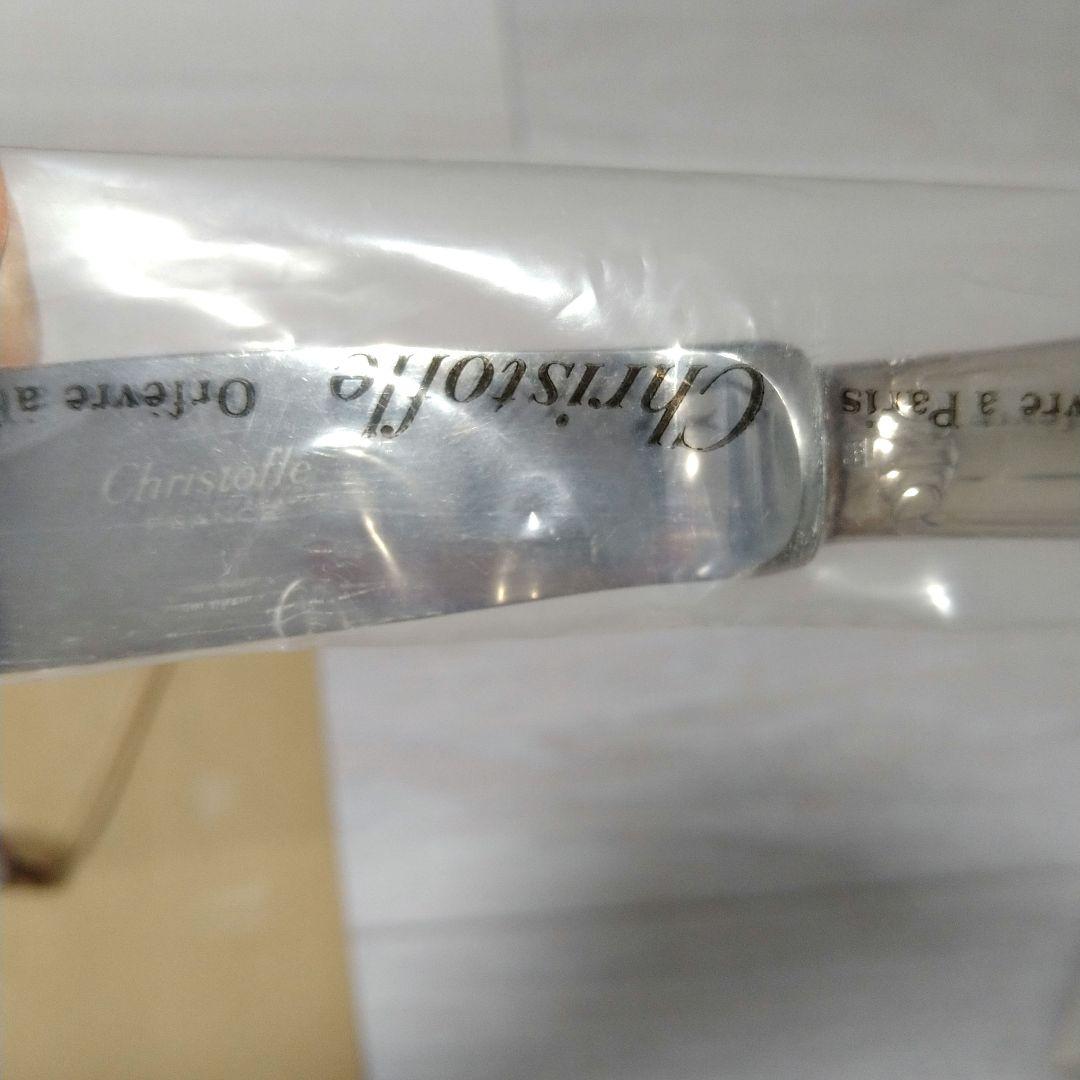 Christofle
Orfèvre à
vre à Paris
Christofle